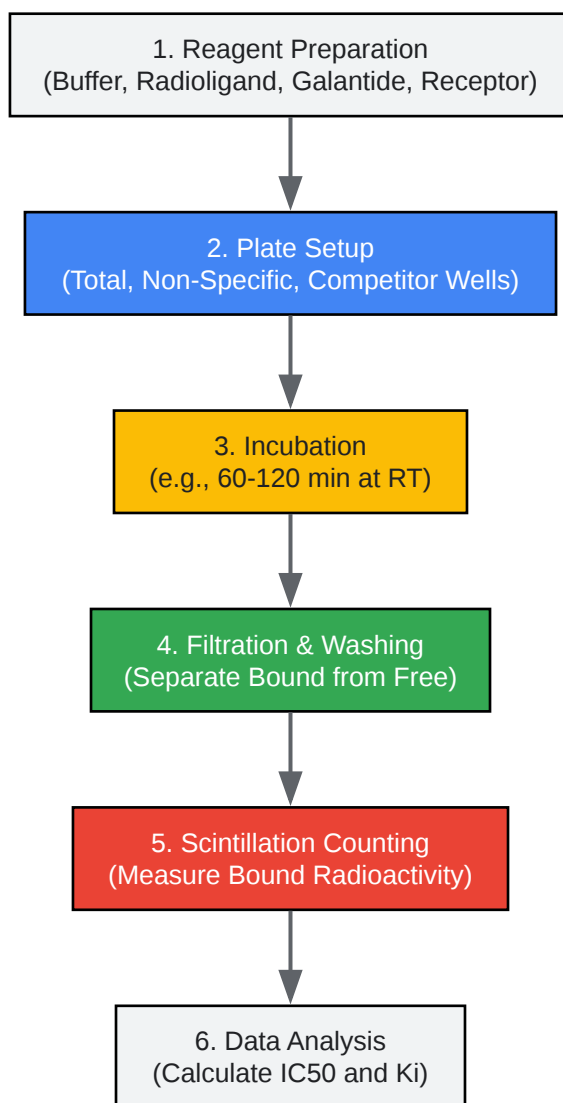 1. Reagent Preparation
(Buffer, Radioligand, Galantide, Receptor)
2. Plate Setup
(Total, Non-Specific, Competitor Wells)
3. Incubation
(e.g., 60-120 min at RT)
4. Filtration & Washing
(Separate Bound from Free)
5. Scintillation Counting
(Measure Bound Radioactivity)
6. Data Analysis
(Calculate IC50 and Ki)